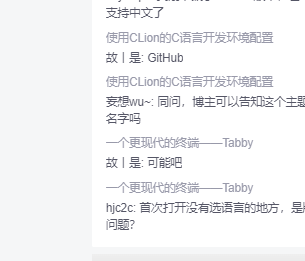 支持中文了
使用CLion的C语言开发环境配置
故丨是: GitHub
使用CLion的C语言开发环境配置
妄想wu~: 同问，博主可以告知这个主题
名字吗
一个更现代的终端——Tabby
故丨是: 可能吧
一个更现代的终端——Tabby
hjc2c: 首次打开没有选语言的地方，是
问题?